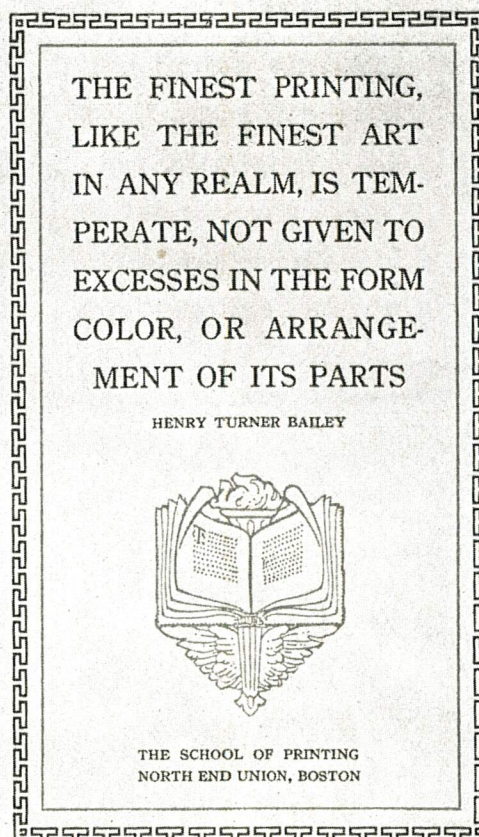 THE FINEST PRINTING,
LIKE THE FINEST ART
IN ANY REALM, IS TEM-
PERATE, NOT GIVEN TO
EXCESSES IN THE FORM
COLOR, OR ARRANGE-
MENT OF ITS PARTS
HENRY TURNER BAILEY
THE SCHOOL OF PRINTING
NORTH END UNION, BOSTON